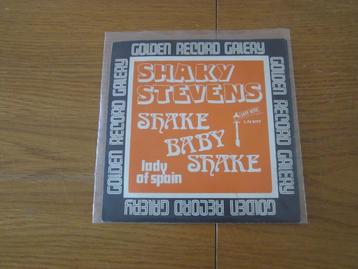 GOLDEN RECORD GALERY
SHAKY
STEVENS
SHAKE
BABY
SHAKE
lady
of spain
GOLDEN RECORD GALERY
GOLDEN RECORD GALERY
GOLDEN RECORD GALERY